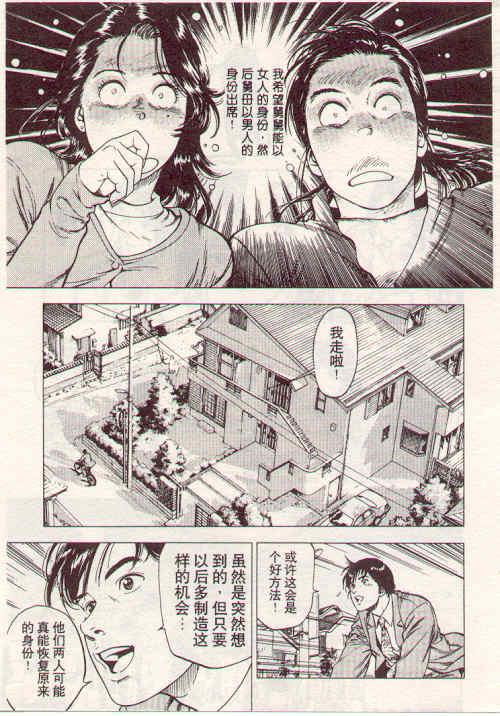 我希望舅舅能以
女人的身份，然
后舅母以男人的
身份出席！
我走啦！
或许这会是
个好方法！
虽然是突然想
到的，但只要
以后多制造这
样的机会…
他们两人可能
真能恢复原来
的身份！